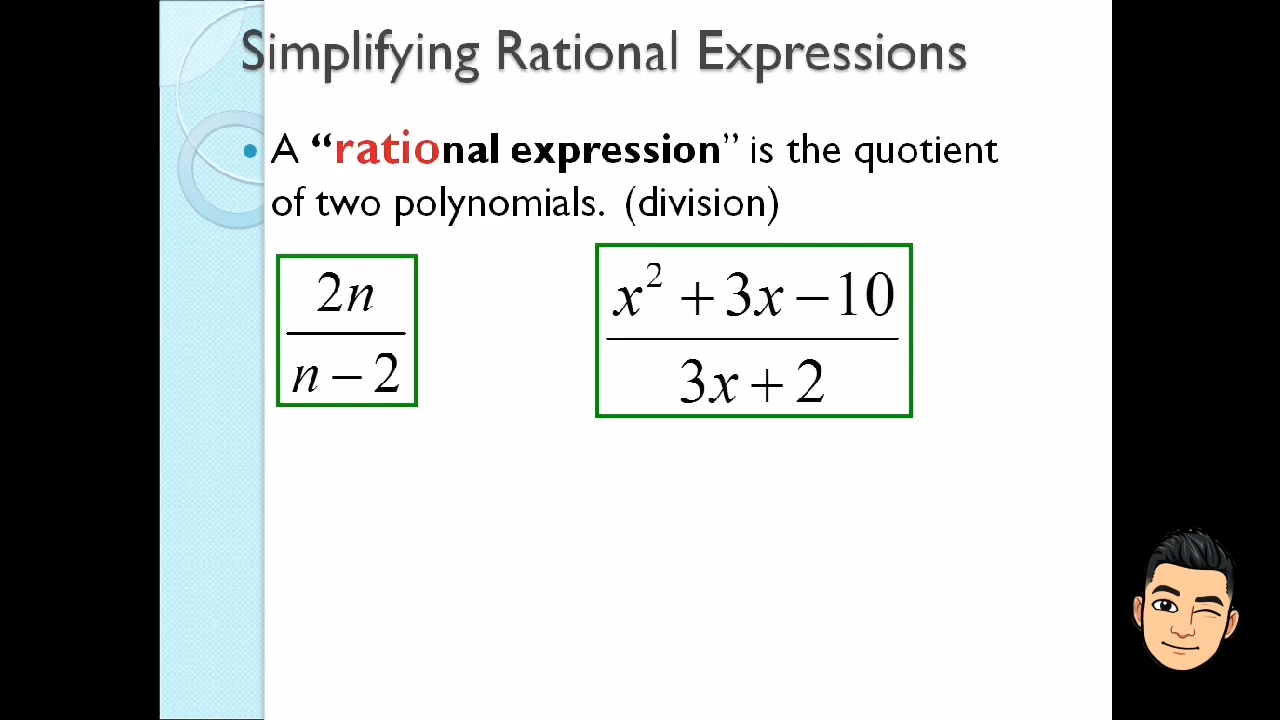 Simplifying Rational Expressions
• A “rational expression” is the quotient
of two polynomials. (division)
2n
n − 2
x² + 3x − 10
3x + 2